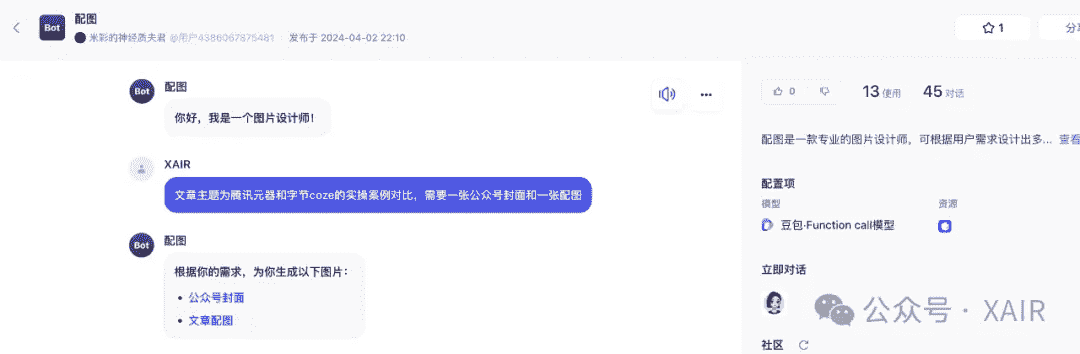 配图
Bot
米彩的神经质夫君 @用户4386067875481 发布于 2024-04-02 22:10
1
分享
Bot
配图
你好，我是一个图片设计师！
XAIR
文章主题为腾讯元器和字节coze的实操案例对比，需要一张公众号封面和一张配图
Bot
配图
根据你的需求，为你生成以下图片：
• 公众号封面
• 文章配图
0
13 使用
45 对话
配图是一款专业的图片设计师，可根据用户需求设计出多... 查看
配置项
模型
资源
豆包·Function call模型
立即对话
公众号 · XAIR
社区